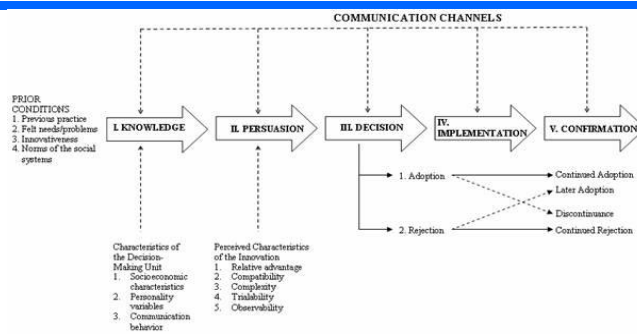 COMMUNICATION CHANNELS
PRIOR
CONDITIONS
1. Previous practice
2. Felt needs/problems
3. Innovativeness
4. Norms of the social
systems
I. KNOWLEDGE
II. PERSUASION
III. DECISION
IV.
IMPLEMENTATION
V. CONFIRMATION
1. Adoption
2. Rejection
Continued Adoption
Later Adoption
Discontinuance
Continued Rejection
Characteristics of
the Decision-
Making Unit
1. Socioeconomic
characteristics
2. Personality
variables
3. Communication
behavior
Perceived Characteristics
of the Innovation
1. Relative advantage
2. Compatibility
3. Complexity
4. Trialability
5. Observability